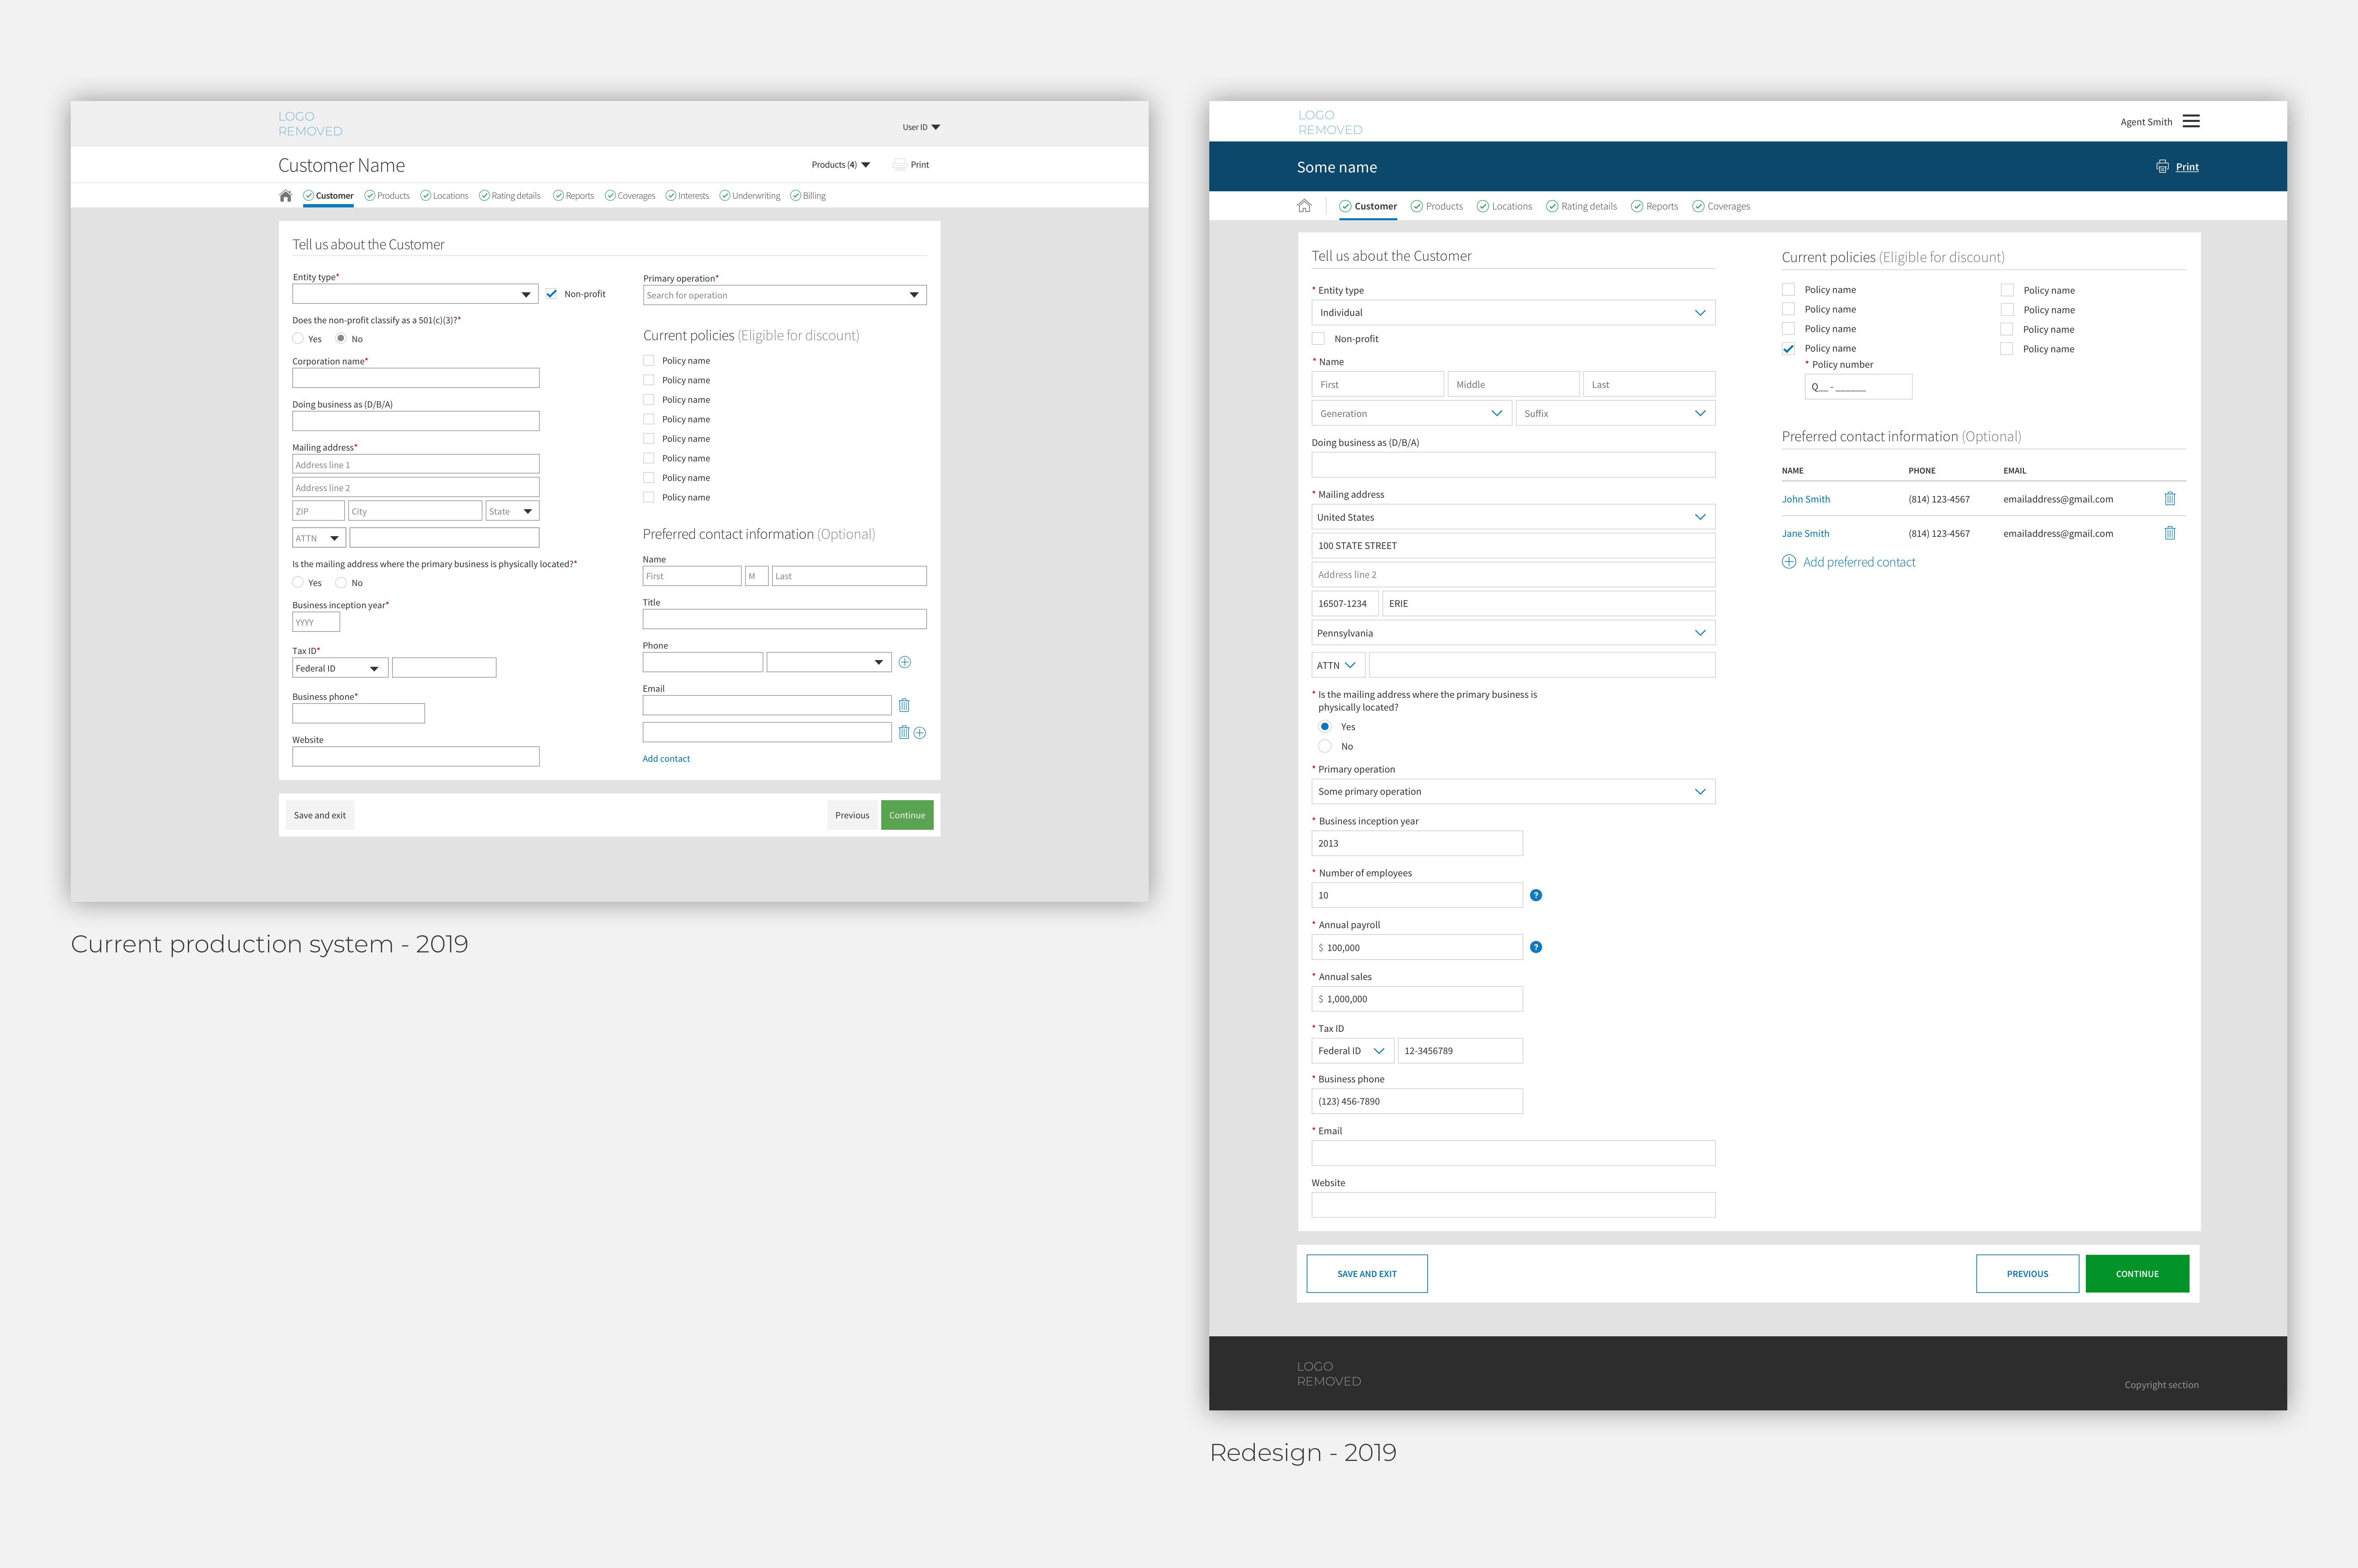 LOGO
REMOVED
User ID
Customer Name
Products (4)
Print
Customer
Products
Locations
Rating details
Reports
Coverages
Interests
Underwriting
Billing
Tell us about the Customer
Entity type*
Non-profit
Does the non-profit classify as a 501(c)(3)?*
Yes No
Corporation name*
Doing business as (D/B/A)
Mailing address*
Address line 1
Address line 2
ZIP City State
ATTN
Is the mailing address where the primary business is physically located?*
Yes No
Business inception year*
YYYY
Tax ID*
Federal ID
Business phone*
Website
Primary operation*
Search for operation
Current policies (Eligible for discount)
Policy name
Policy name
Policy name
Policy name
Policy name
Policy name
Policy name
Policy name
Preferred contact information (Optional)
Name
First M Last
Title
Phone
Email
Add contact
Save and exit
Previous
Continue
Current production system - 2019
LOGO
REMOVED
Agent Smith
Some name
Print
Customer
Products
Locations
Rating details
Reports
Coverages
Tell us about the Customer
* Entity type
Individual
Non-profit
* Name
First Middle Last
Generation Suffix
Doing business as (D/B/A)
* Mailing address
United States
100 STATE STREET
Address line 2
16507-1234 ERIE
Pennsylvania
ATTN
* Is the mailing address where the primary business is
physically located?
Yes
No
* Primary operation
Some primary operation
* Business inception year
2013
* Number of employees
10 ?
* Annual payroll
$ 100,000 ?
* Annual sales
$ 1,000,000
* Tax ID
Federal ID 12-3456789
* Business phone
(123) 456-7890
* Email
Website
Current policies (Eligible for discount)
Policy name Policy name
Policy name Policy name
Policy name Policy name
Policy name Policy name
* Policy number
Q__ - ______
Preferred contact information (Optional)
NAME PHONE EMAIL
John Smith (814) 123-4567 emailaddress@gmail.com
Jane Smith (814) 123-4567 emailaddress@gmail.com
Add preferred contact
SAVE AND EXIT
PREVIOUS
CONTINUE
LOGO
REMOVED
Copyright section
Redesign - 2019